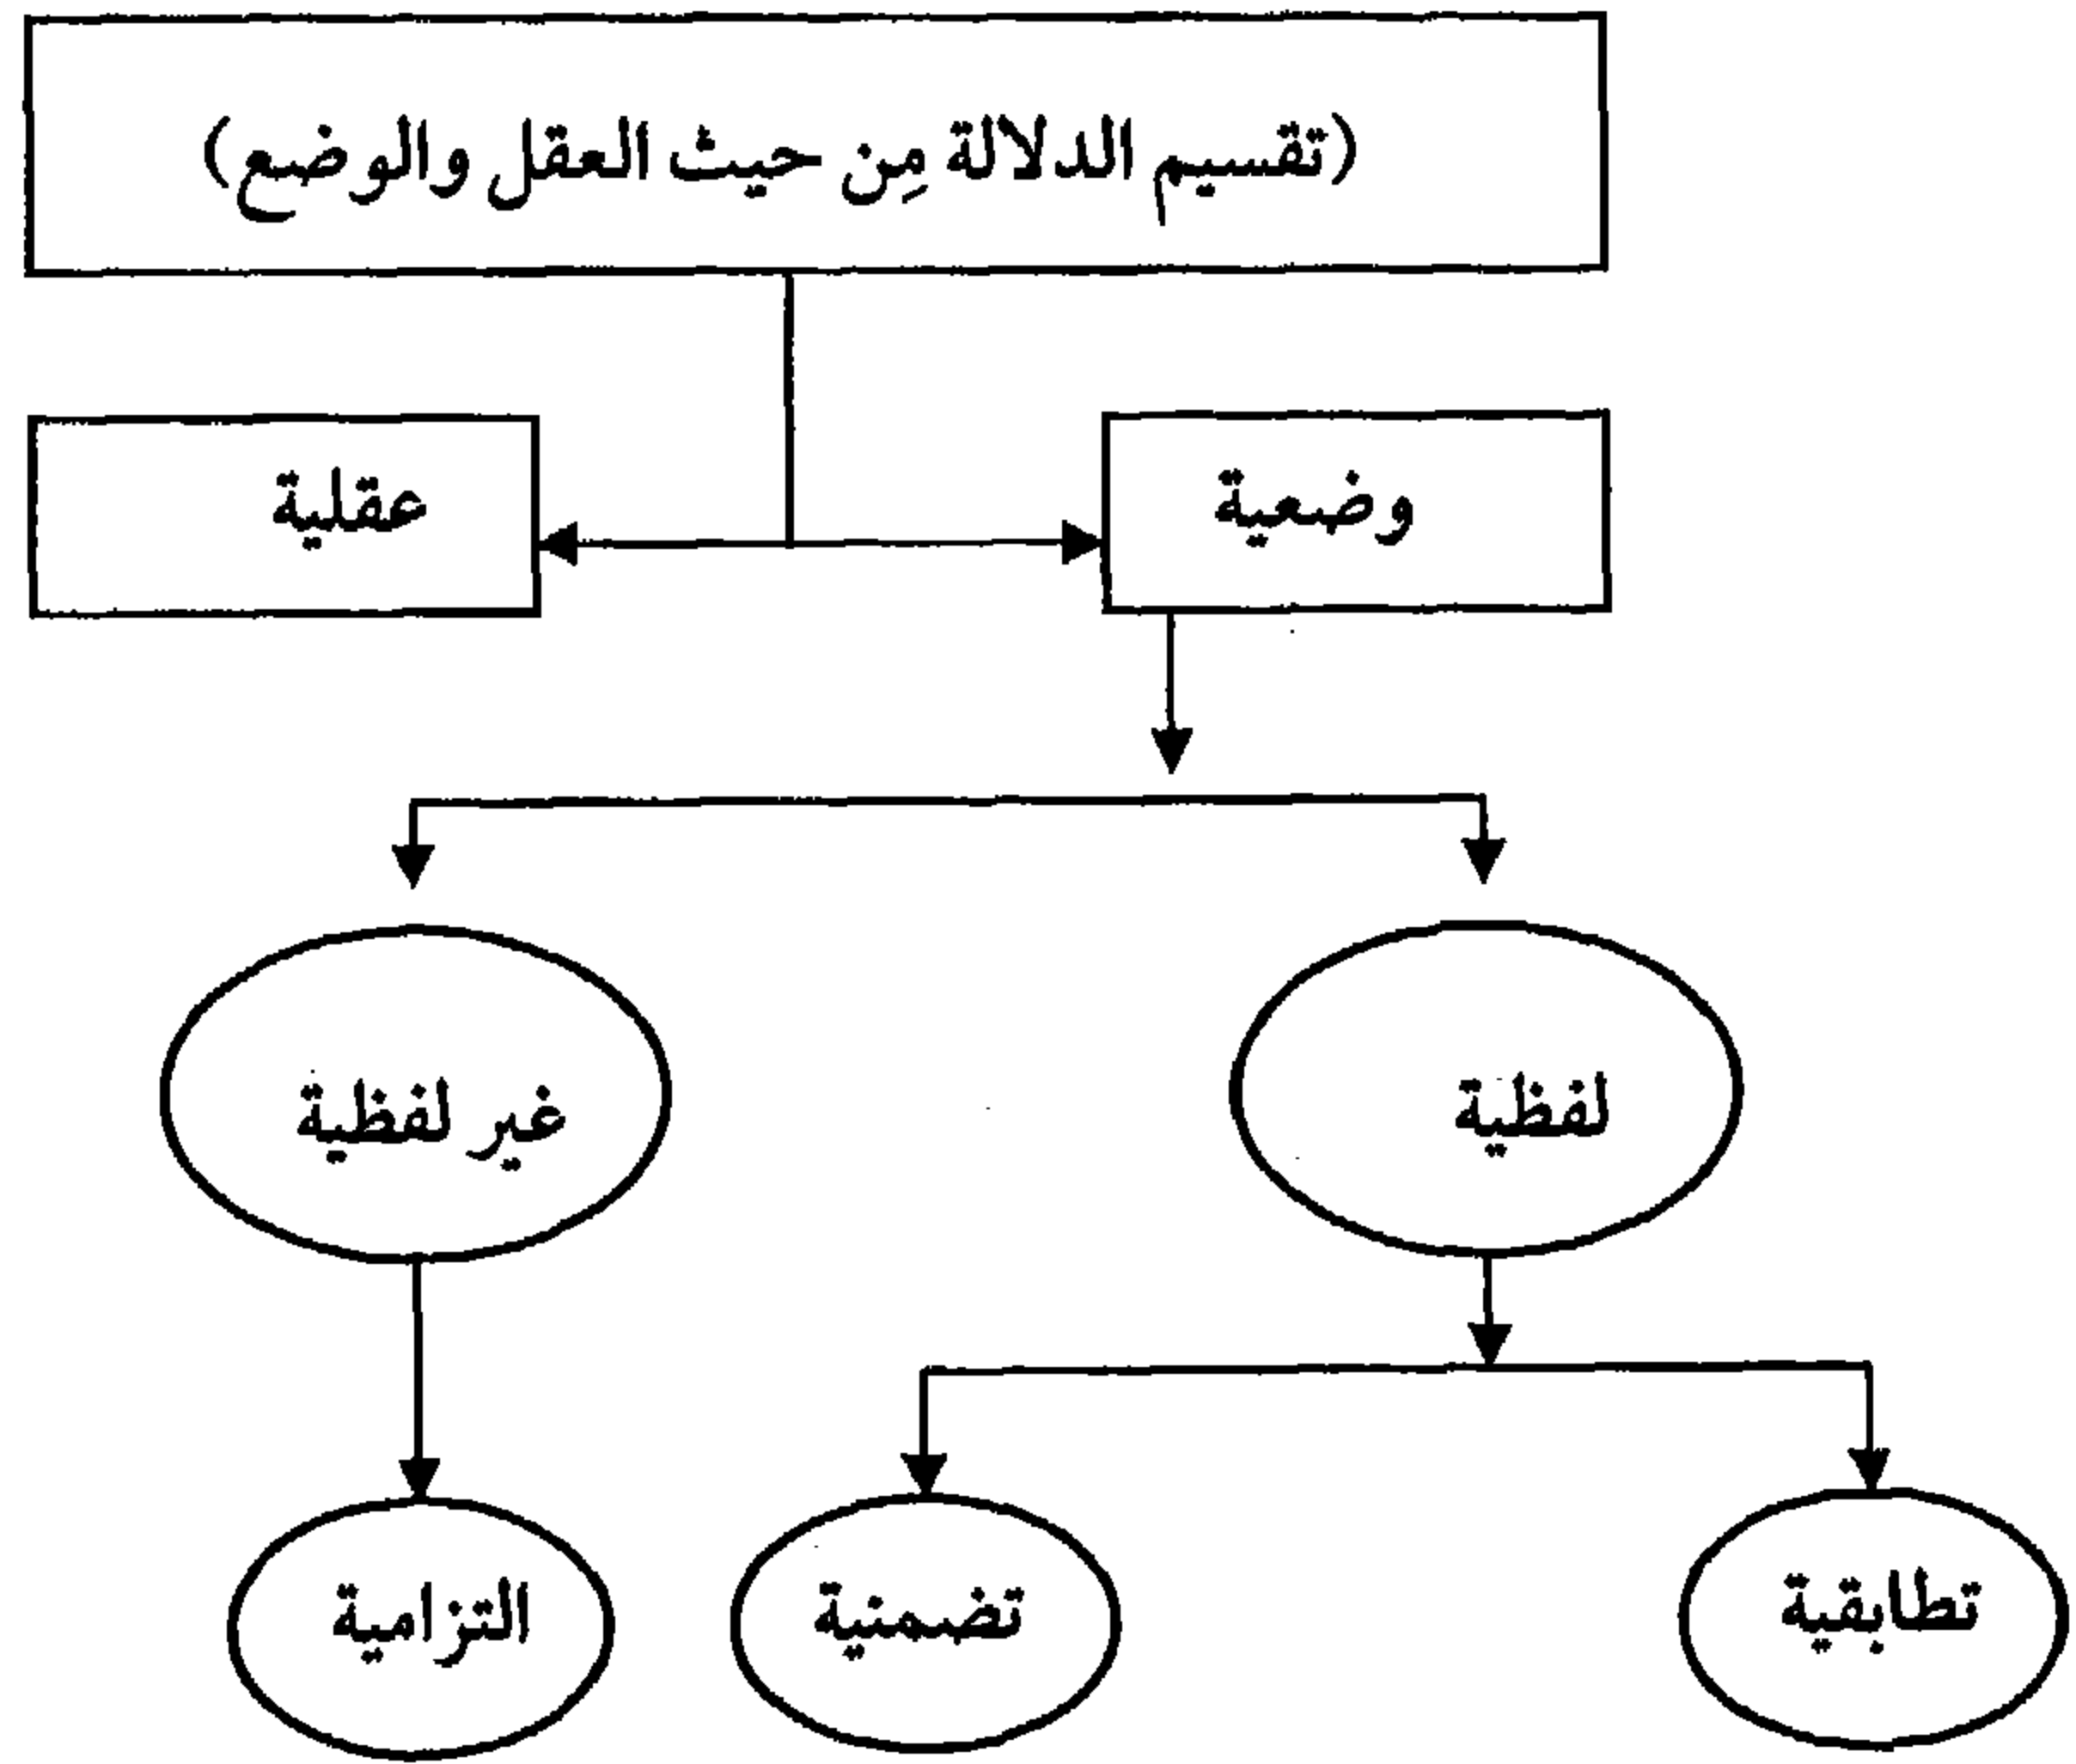 (تقسيم الدلالة مِن حيث العقل والوضع)
وضعية
عقلية
لفظية
غير لفظية
تطابقية
تضمنية
التزامية